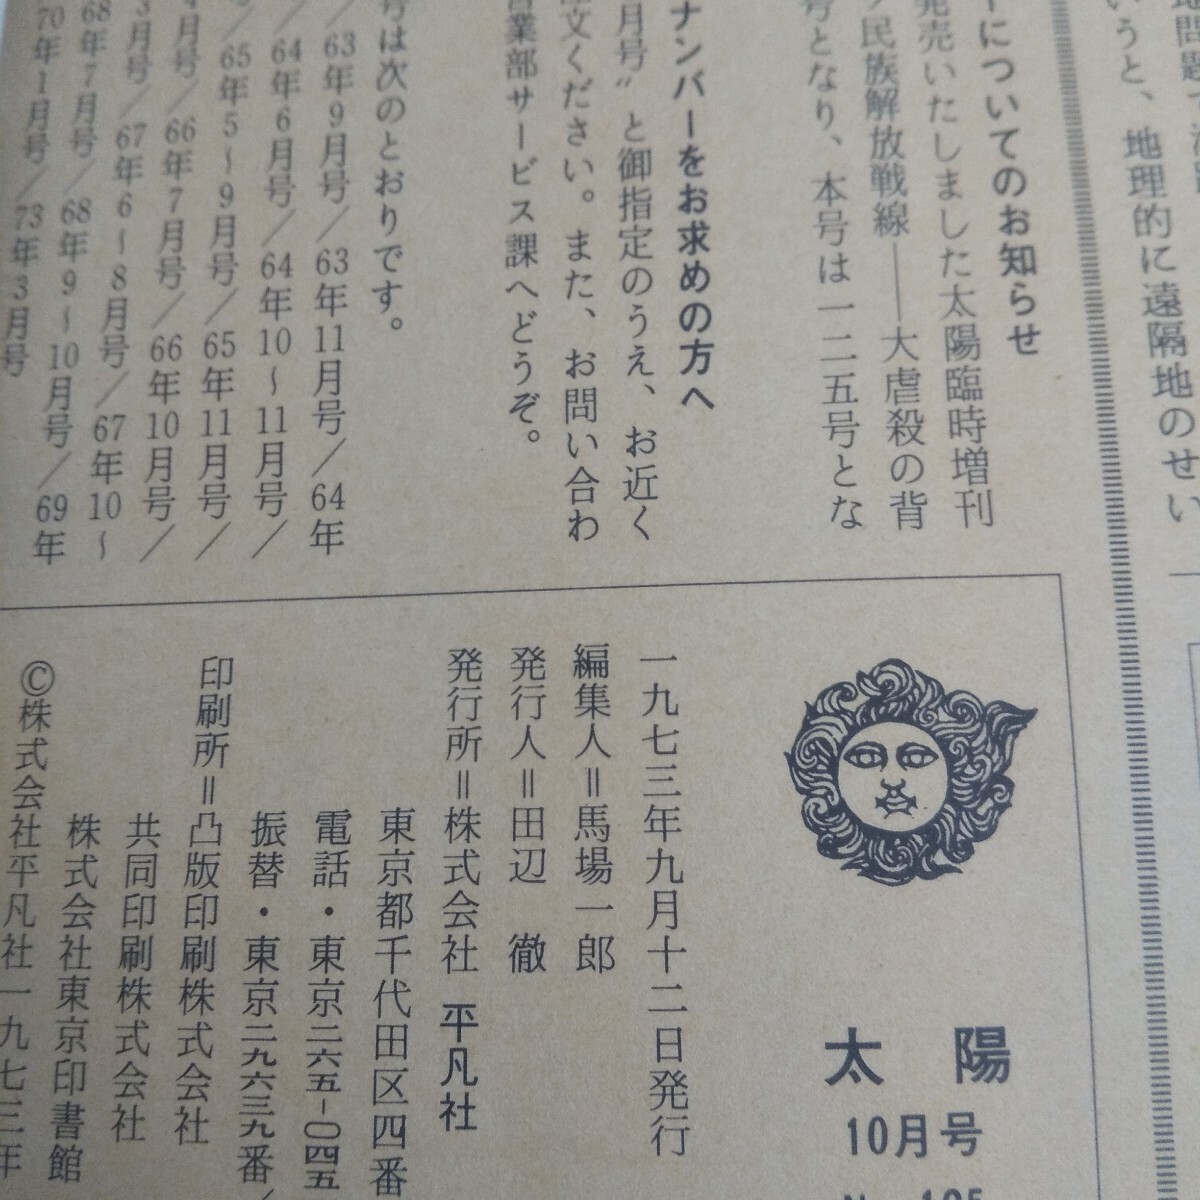 地問題
いうと、地理的に遠隔地のせい
についてのお知らせ
発売いたしました太陽臨時増刊
民族解放戦線——大虐殺の背
号となり、本号は一二五号とな
ナンバーをお求めの方へ
月号〟と御指定のうえ、お近く
文ください。また、お問い合わ
営業部サービス課へどうぞ。
号は次のとおりです。
／63年9月号／63年11月号／64年
64年6月号／64年10〜11月号／
／65年5〜9月号／65年11月号／
月号／66年7月号／66年10月号／
3月号／67年6〜8月号／67年10〜
68年7月号／68年9〜10月号／69年
70年1月号／73年3月号
太陽
10月号
一九七三年九月十二日発行
編集人＝馬場一郎
発行人＝田辺　徹
発行所＝株式会社 平凡社
東京都千代田区四番
電話・東京二六五−〇四五
振替・東京二九六三九番／
印刷所＝凸版印刷株式会社
共同印刷株式会社
株式会社東京印書館
©株式会社平凡社一九七三年